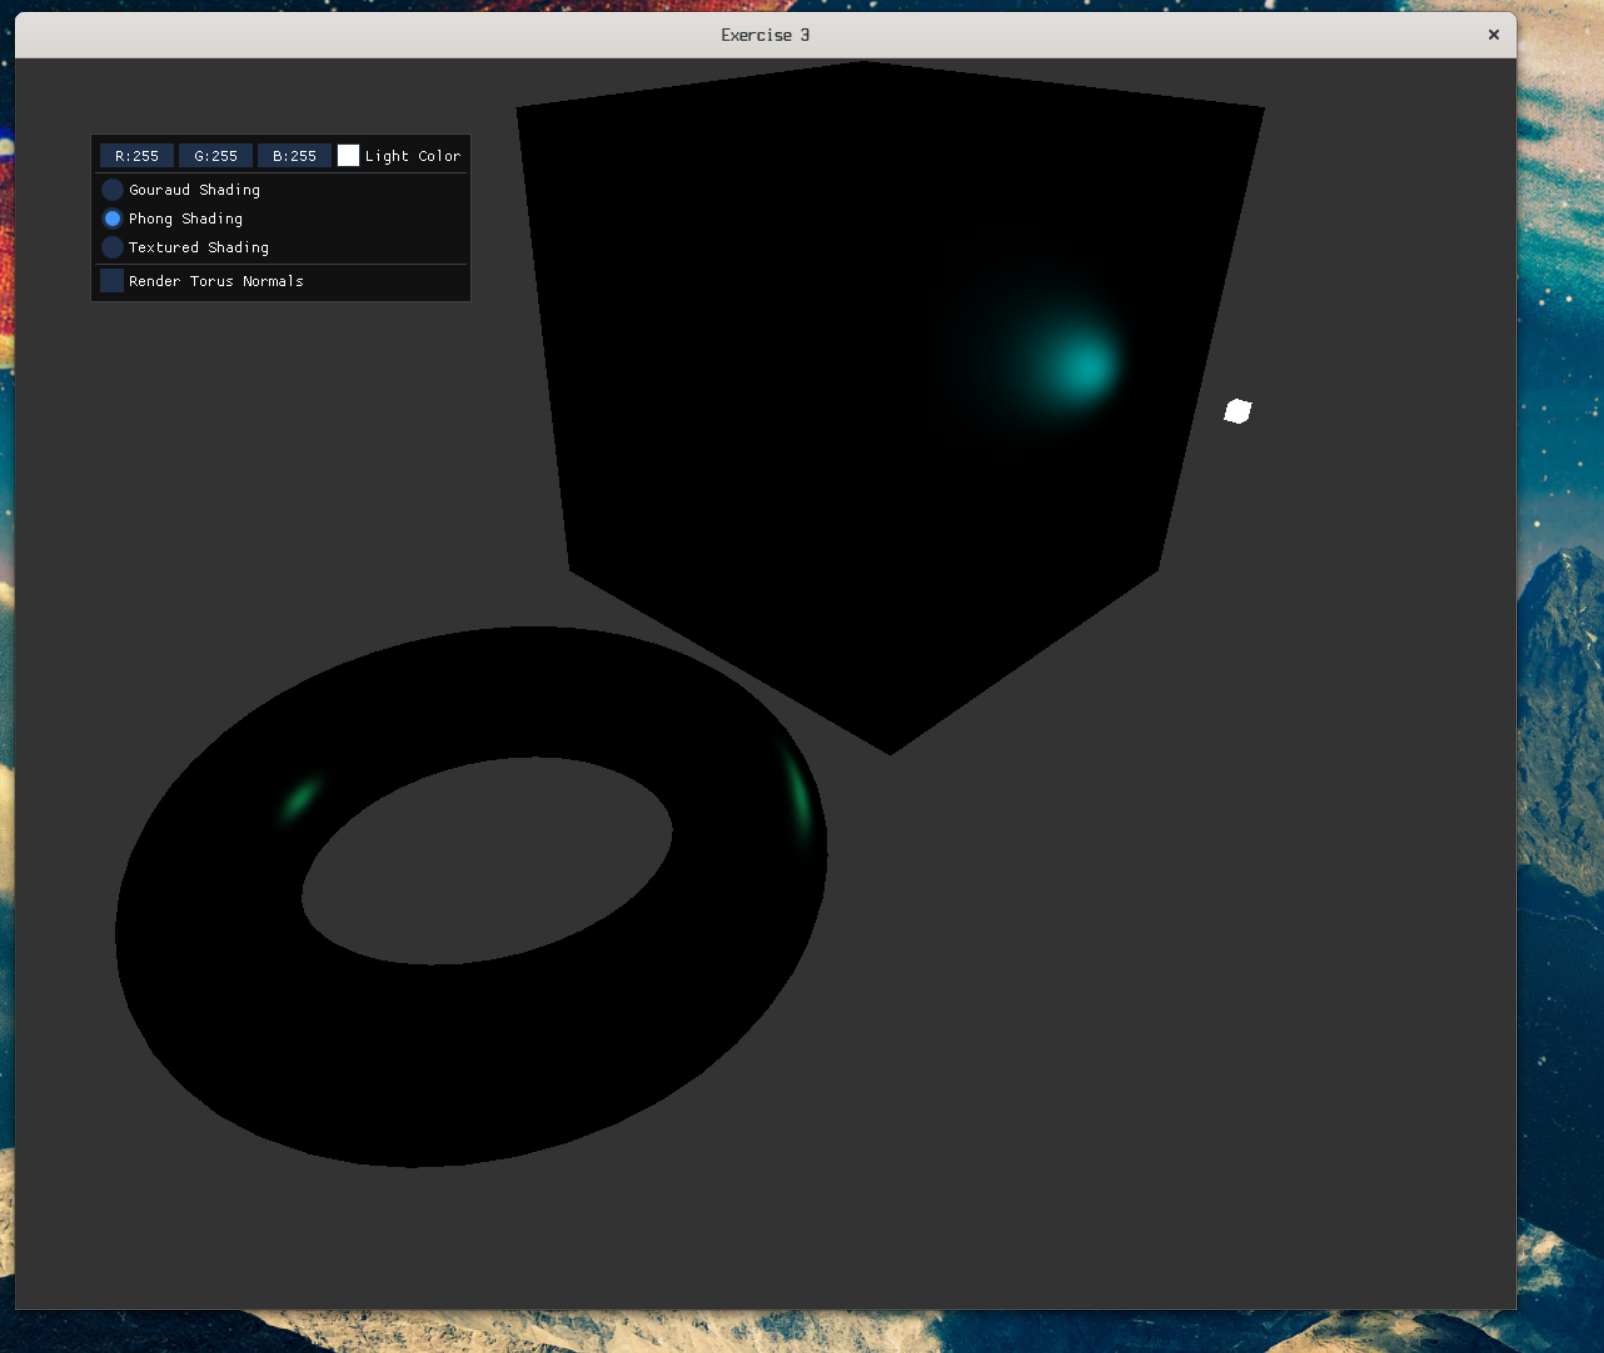 Exercise 3
R:255 G:255 B:255 Light Color
Gouraud Shading
Phong Shading
Textured Shading
Render Torus Normals